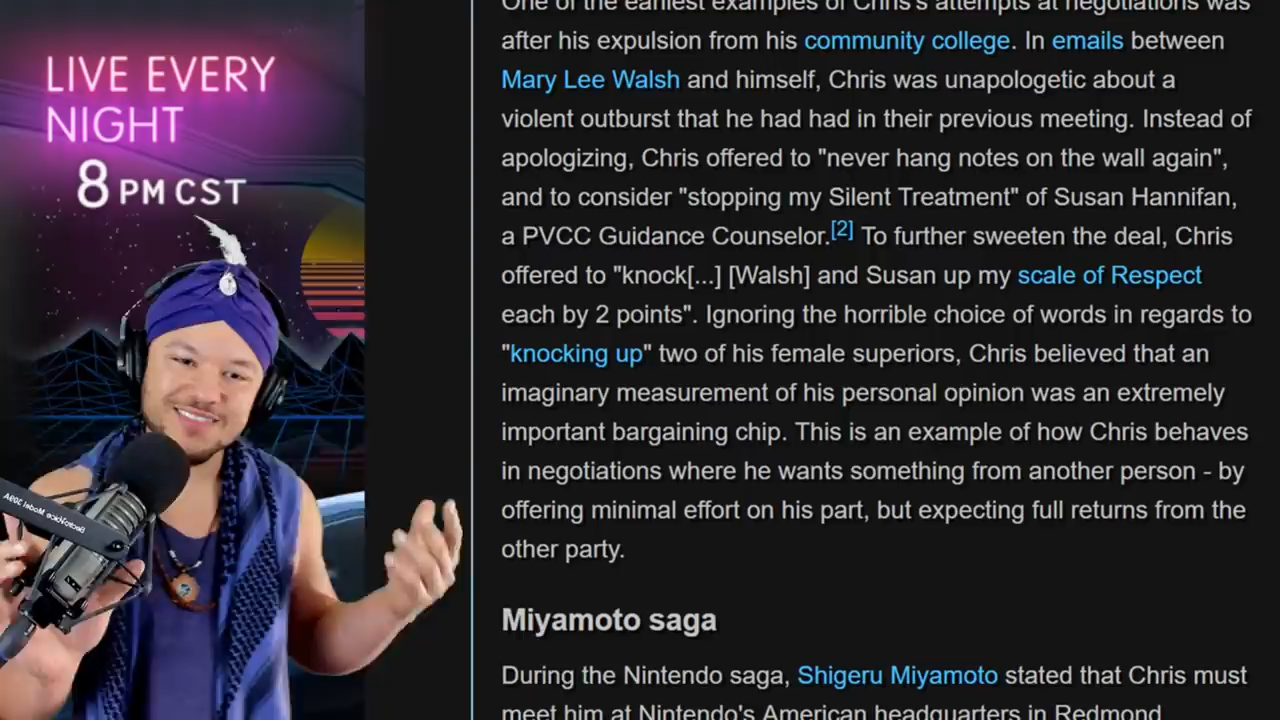 LIVE EVERY
NIGHT
8 PM CST
One of the earliest examples of Chris's attempts at negotiations was
after his expulsion from his community college. In emails between
Mary Lee Walsh and himself, Chris was unapologetic about a
violent outburst that he had had in their previous meeting. Instead of
apologizing, Chris offered to "never hang notes on the wall again",
and to consider "stopping my Silent Treatment" of Susan Hannifan,
a PVCC Guidance Counselor.[2] To further sweeten the deal, Chris
offered to "knock[...] [Walsh] and Susan up my scale of Respect
each by 2 points". Ignoring the horrible choice of words in regards to
"knocking up" two of his female superiors, Chris believed that an
imaginary measurement of his personal opinion was an extremely
important bargaining chip. This is an example of how Chris behaves
in negotiations where he wants something from another person - by
offering minimal effort on his part, but expecting full returns from the
other party.
Miyamoto saga
During the Nintendo saga, Shigeru Miyamoto stated that Chris must
meet him at Nintendo's American headquarters in Redmond